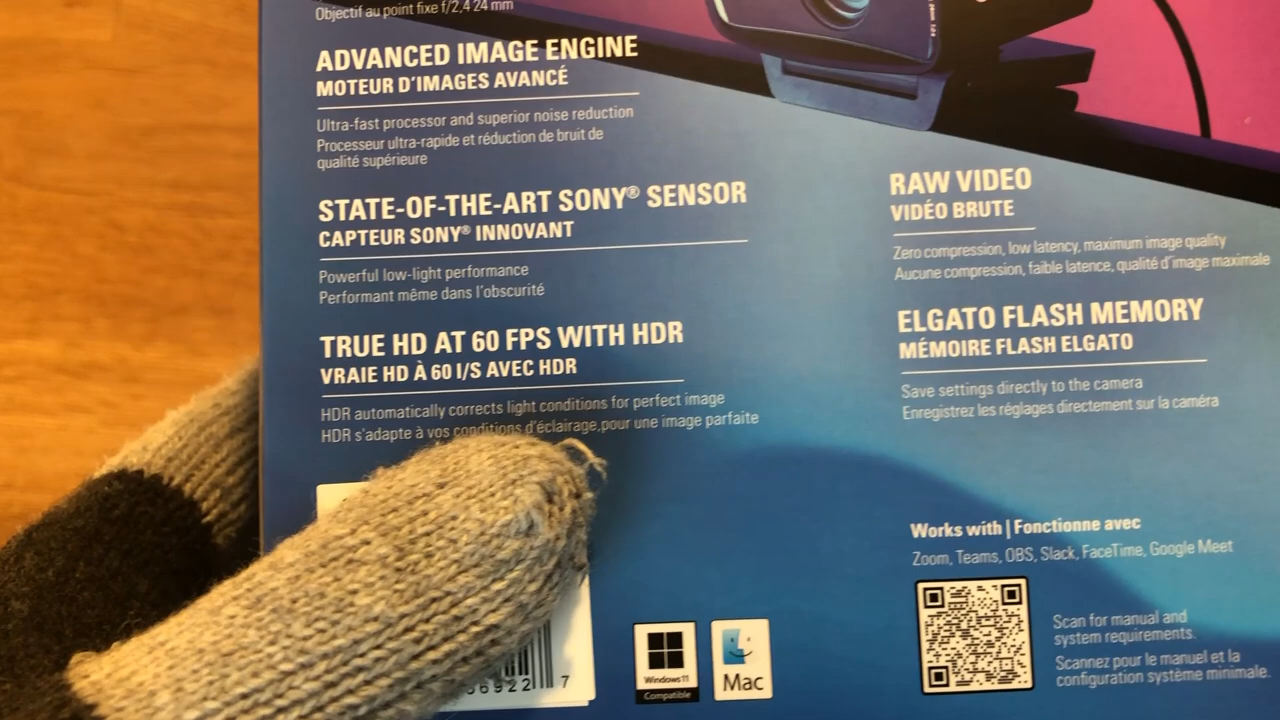 Objectif au point fixe f/2,4 24 mm
ADVANCED IMAGE ENGINE
MOTEUR D'IMAGES AVANCÉ
Ultra-fast processor and superior noise reduction
Processeur ultra-rapide et réduction de bruit de
qualité supérieure
STATE-OF-THE-ART SONY® SENSOR
CAPTEUR SONY® INNOVANT
Powerful low-light performance
Performant même dans l'obscurité
TRUE HD AT 60 FPS WITH HDR
VRAIE HD À 60 I/S AVEC HDR
HDR automatically corrects light conditions for perfect image
HDR s'adapte à vos conditions d'éclairage,pour une image parfaite
RAW VIDEO
VIDÉO BRUTE
Zero compression, low latency, maximum image quality
Aucune compression, faible latence, qualité d'image maximale
ELGATO FLASH MEMORY
MÉMOIRE FLASH ELGATO
Save settings directly to the camera
Enregistrez les réglages directement sur la caméra
Works with | Fonctionne avec
Zoom, Teams, OBS, Slack, FaceTime, Google Meet
Scan for manual and
system requirements.
Scannez pour le manuel et la
configuration système minimale.
Windows 11
Compatible
Mac
36922 7